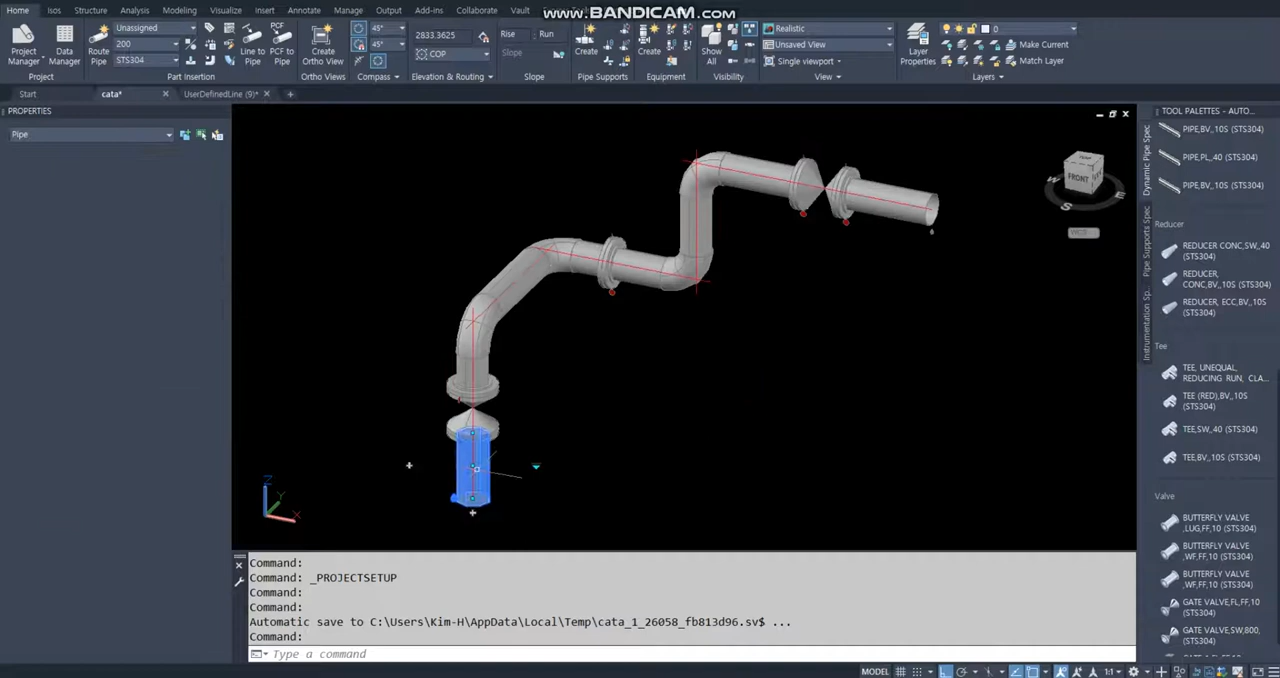 www.BANDICAM.com
Home Isos Structure Analysis Modeling Visualize Insert Annotate Manage Output Add-ins Collaborate Vault
Project Manager
Data Manager
Project
Route Pipe
Unassigned
200
STS304
Line to Pipe
PCF to Pipe
Part Insertion
Create Ortho View
Ortho Views
45°
45°
Compass
2833.3625
COP
Elevation & Routing
Rise Run
Slope
Slope
Create
Pipe Supports
Create
Equipment
Show All
Visibility
Realistic
Unsaved View
Single viewport
View
Layer Properties
0
Make Current
Match Layer
Layers
Start cata* UserDefinedLine (9)*
PROPERTIES
Pipe
FRONT
W
S
E
WCS
Z
Y
X
TOOL PALETTES - AUTO...
Dynamic Pipe Spec
Pipe Supports Spec
Instrumentation Sp...
PIPE,BV,,10S (STS304)
PIPE,PL,,40 (STS304)
PIPE,BV,,10S (STS304)
Reducer
REDUCER CONC,SW,,40
(STS304)
REDUCER,
CONC,BV,,10S (STS304)
REDUCER, ECC,BV,,10S
(STS304)
Tee
TEE, UNEQUAL,
REDUCING RUN, CLA...
TEE (RED),BV,,10S
(STS304)
TEE,SW,,40 (STS304)
TEE,BV,,10S (STS304)
Valve
BUTTERFLY VALVE
,LUG,FF,10 (STS304)
BUTTERFLY VALVE
,WF,FF,10 (STS304)
BUTTERFLY VALVE
,WF,FF,10 (STS304)
GATE VALVE,FL,FF,10
(STS304)
GATE VALVE,SW,800,
(STS304)
Command:
Command: _PROJECTSETUP
Command:
Command:
Automatic save to C:\Users\Kim-H\AppData\Local\Temp\cata_1_26058_fb813d96.sv$ ...
Command:
Type a command
MODEL
1:1